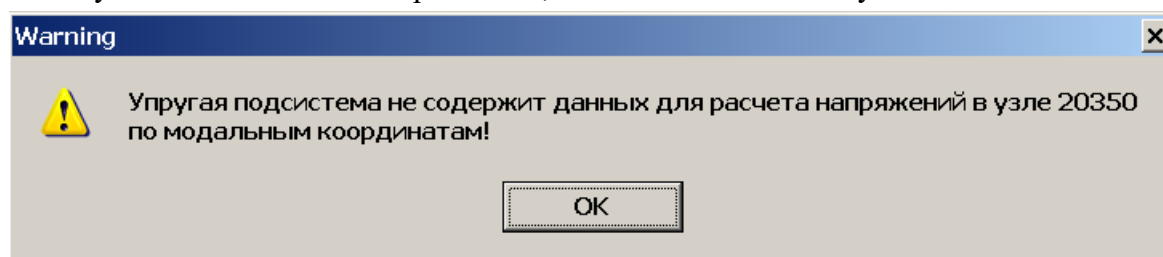 Warning
Упругая подсистема не содержит данных для расчета напряжений в узле 20350
по модальным координатам!
OK